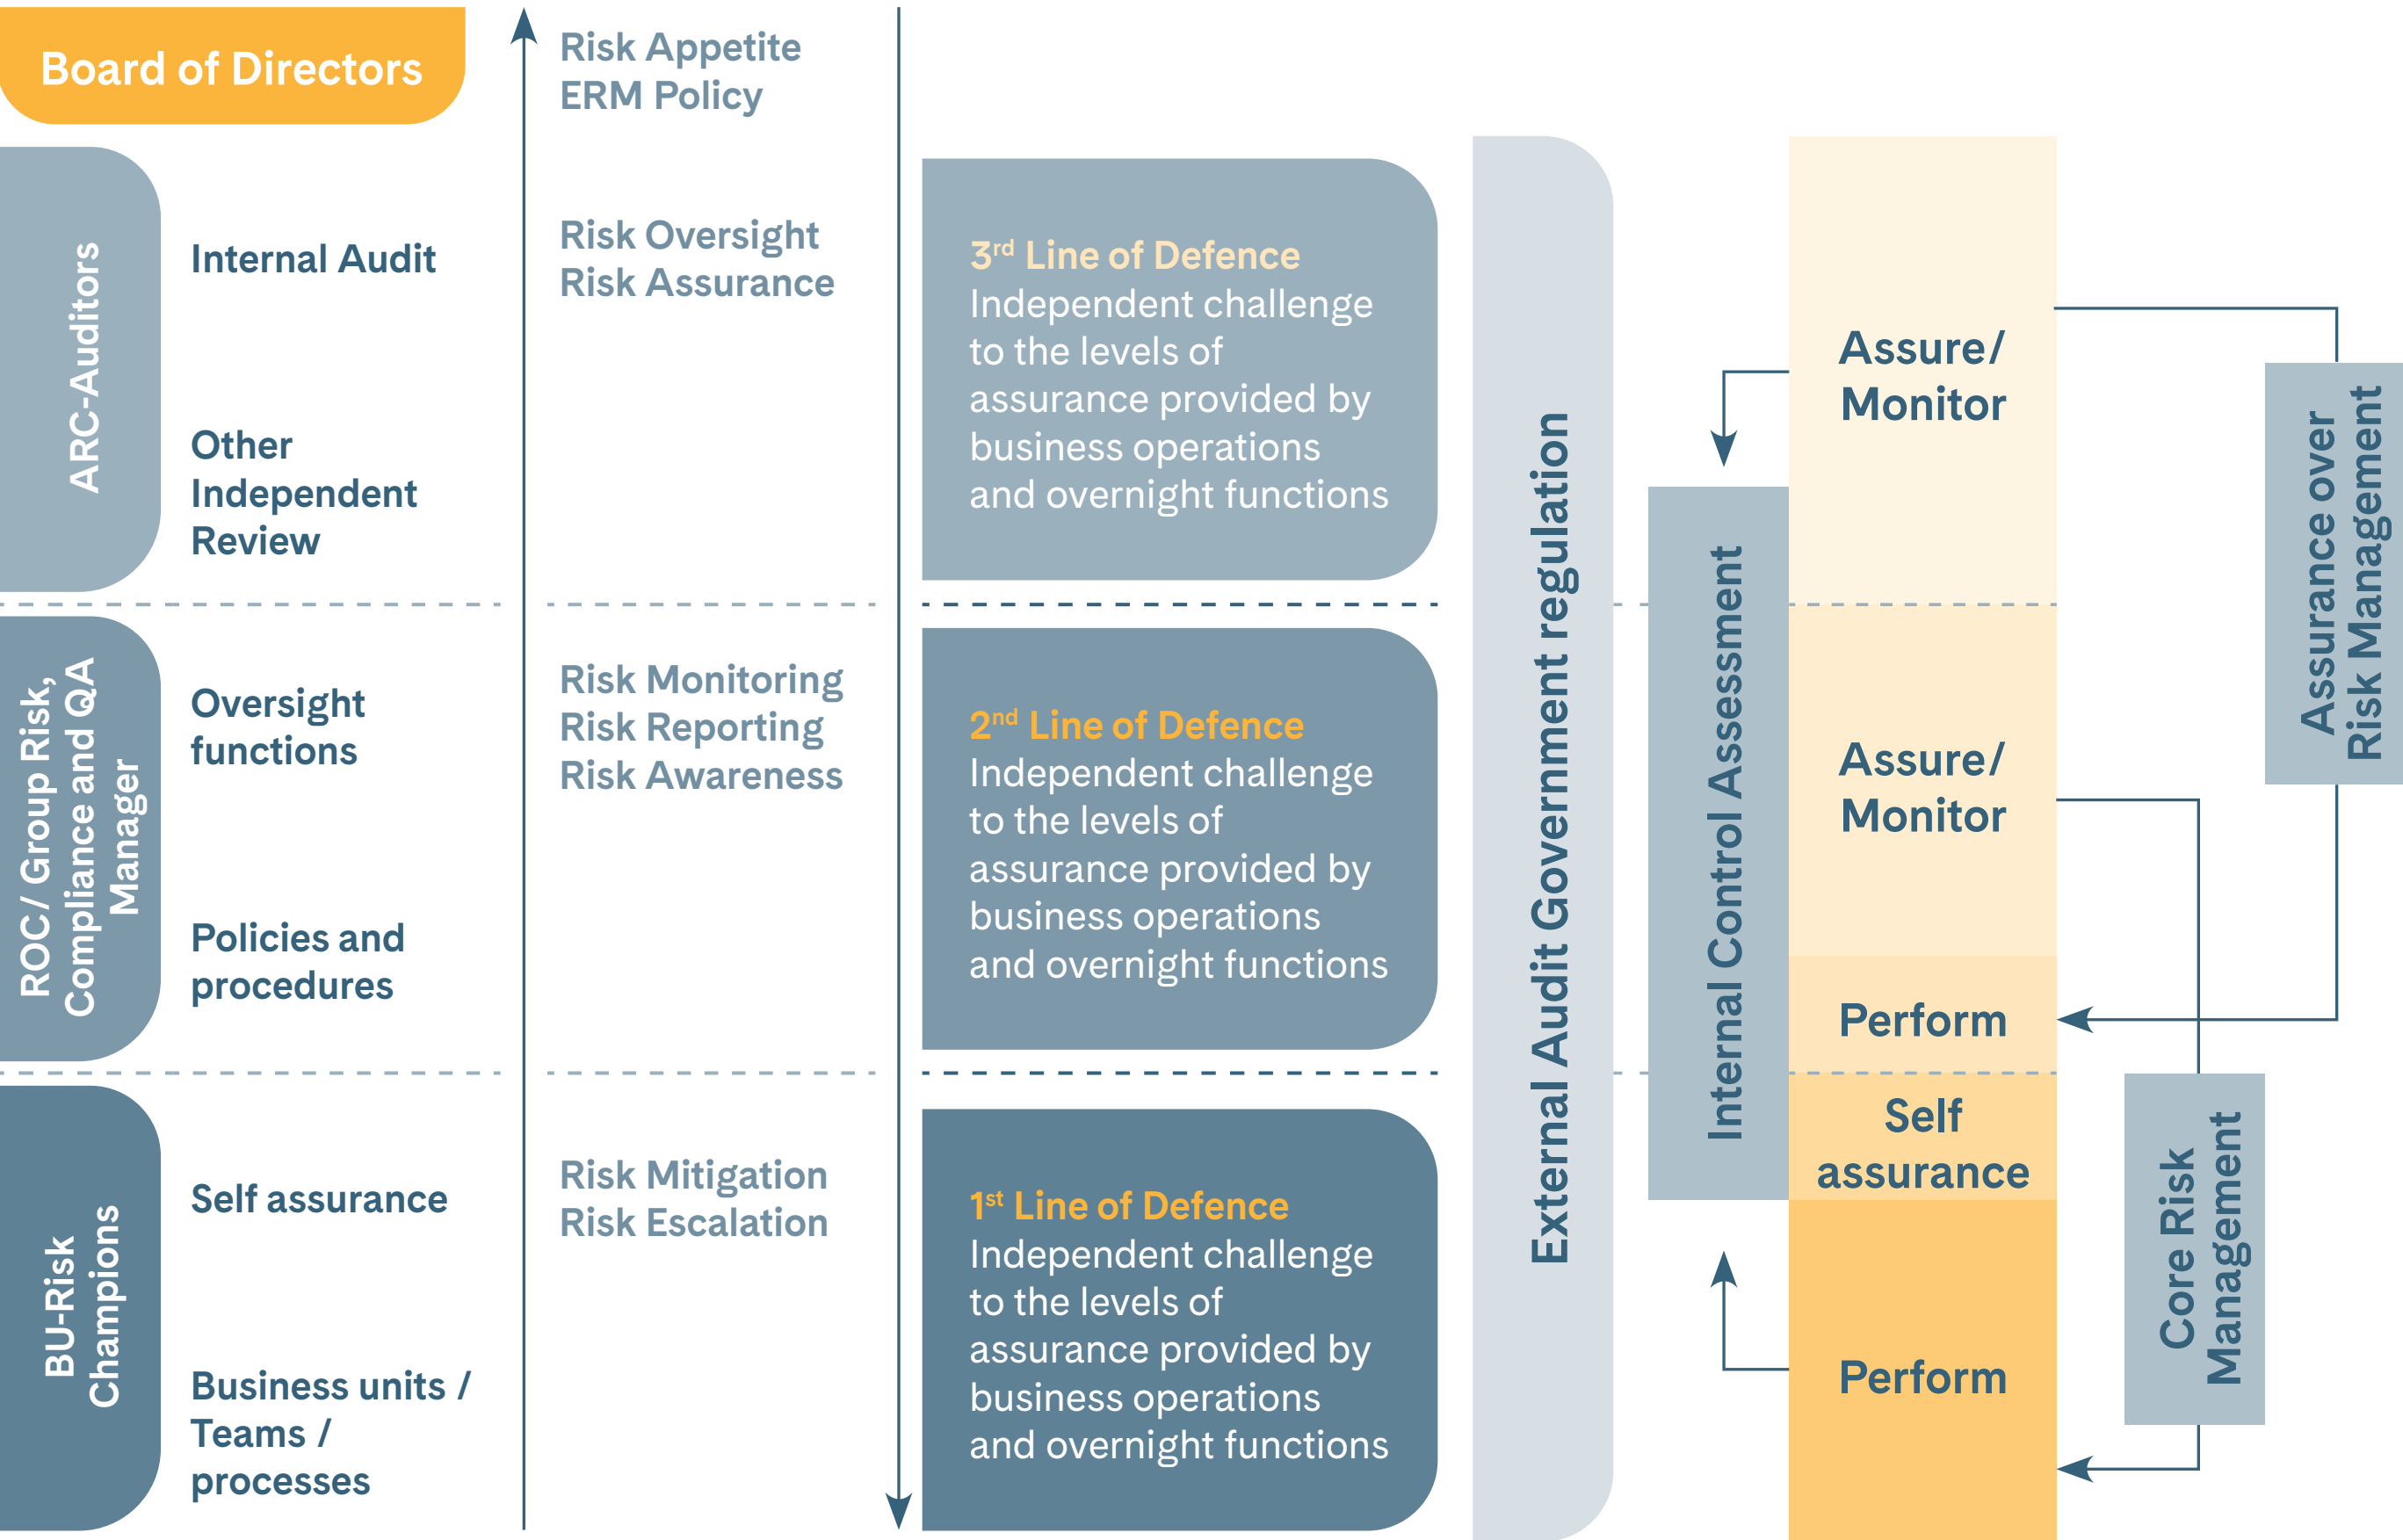 Board of Directors
Risk Appetite
ERM Policy
ARC-Auditors
Internal Audit
Other
Independent
Review
Risk Oversight
Risk Assurance
3rd Line of Defence
Independent challenge
to the levels of
assurance provided by
business operations
and overnight functions
ROC/ Group Risk,
Compliance and QA
Manager
Oversight
functions
Policies and
procedures
Risk Monitoring
Risk Reporting
Risk Awareness
2nd Line of Defence
Independent challenge
to the levels of
assurance provided by
business operations
and overnight functions
BU-Risk
Champions
Self assurance
Business units /
Teams /
processes
Risk Mitigation
Risk Escalation
1st Line of Defence
Independent challenge
to the levels of
assurance provided by
business operations
and overnight functions
External Audit Government regulation
Internal Control Assessment
Assure/
Monitor
Assure/
Monitor
Perform
Self
assurance
Perform
Assurance over
Risk Management
Core Risk
Management